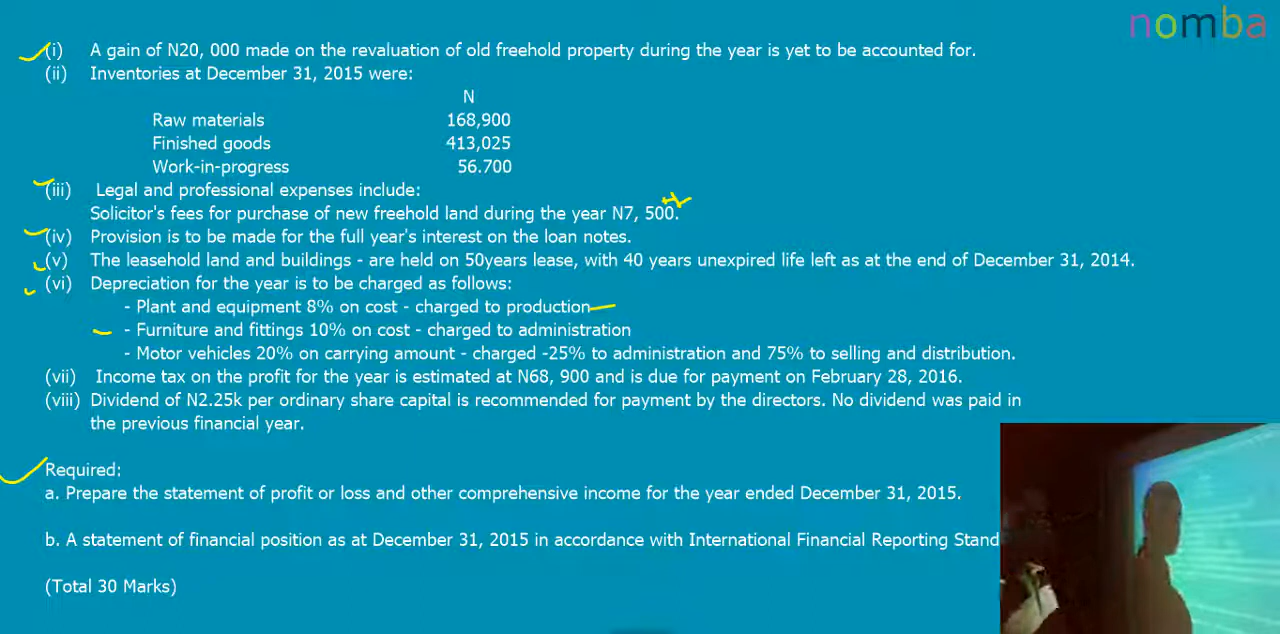 nomba
(i) A gain of N20, 000 made on the revaluation of old freehold property during the year is yet to be accounted for.
(ii) Inventories at December 31, 2015 were:
N
Raw materials 168,900
Finished goods 413,025
Work-in-progress 56.700
(iii) Legal and professional expenses include:
Solicitor's fees for purchase of new freehold land during the year N7, 500.
(iv) Provision is to be made for the full year's interest on the loan notes.
(v) The leasehold land and buildings - are held on 50years lease, with 40 years unexpired life left as at the end of December 31, 2014.
(vi) Depreciation for the year is to be charged as follows:
- Plant and equipment 8% on cost - charged to production
- Furniture and fittings 10% on cost - charged to administration
- Motor vehicles 20% on carrying amount - charged -25% to administration and 75% to selling and distribution.
(vii) Income tax on the profit for the year is estimated at N68, 900 and is due for payment on February 28, 2016.
(viii) Dividend of N2.25k per ordinary share capital is recommended for payment by the directors. No dividend was paid in
the previous financial year.
Required:
a. Prepare the statement of profit or loss and other comprehensive income for the year ended December 31, 2015.
b. A statement of financial position as at December 31, 2015 in accordance with International Financial Reporting Stand
(Total 30 Marks)